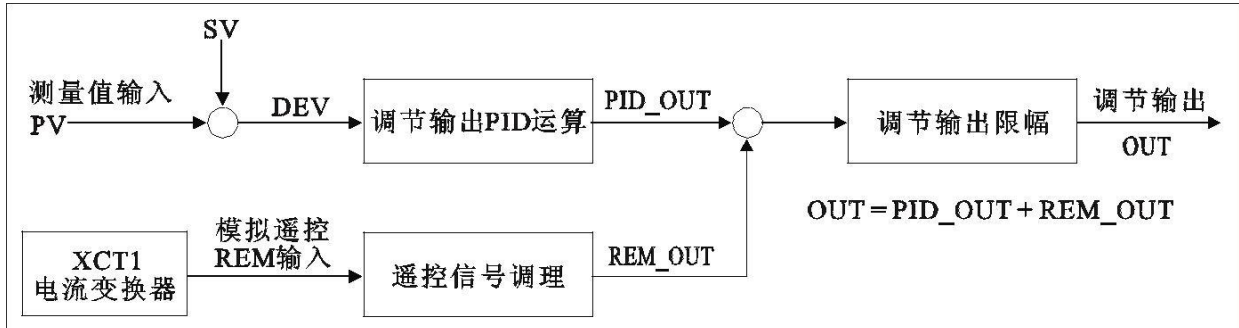 SV
测量值输入
PV
DEV
调节输出PID运算
PID_OUT
调节输出限幅
调节输出
OUT
OUT=PID_OUT+REM_OUT
XCT1
电流变换器
模拟遥控
REM输入
遥控信号调理
REM_OUT